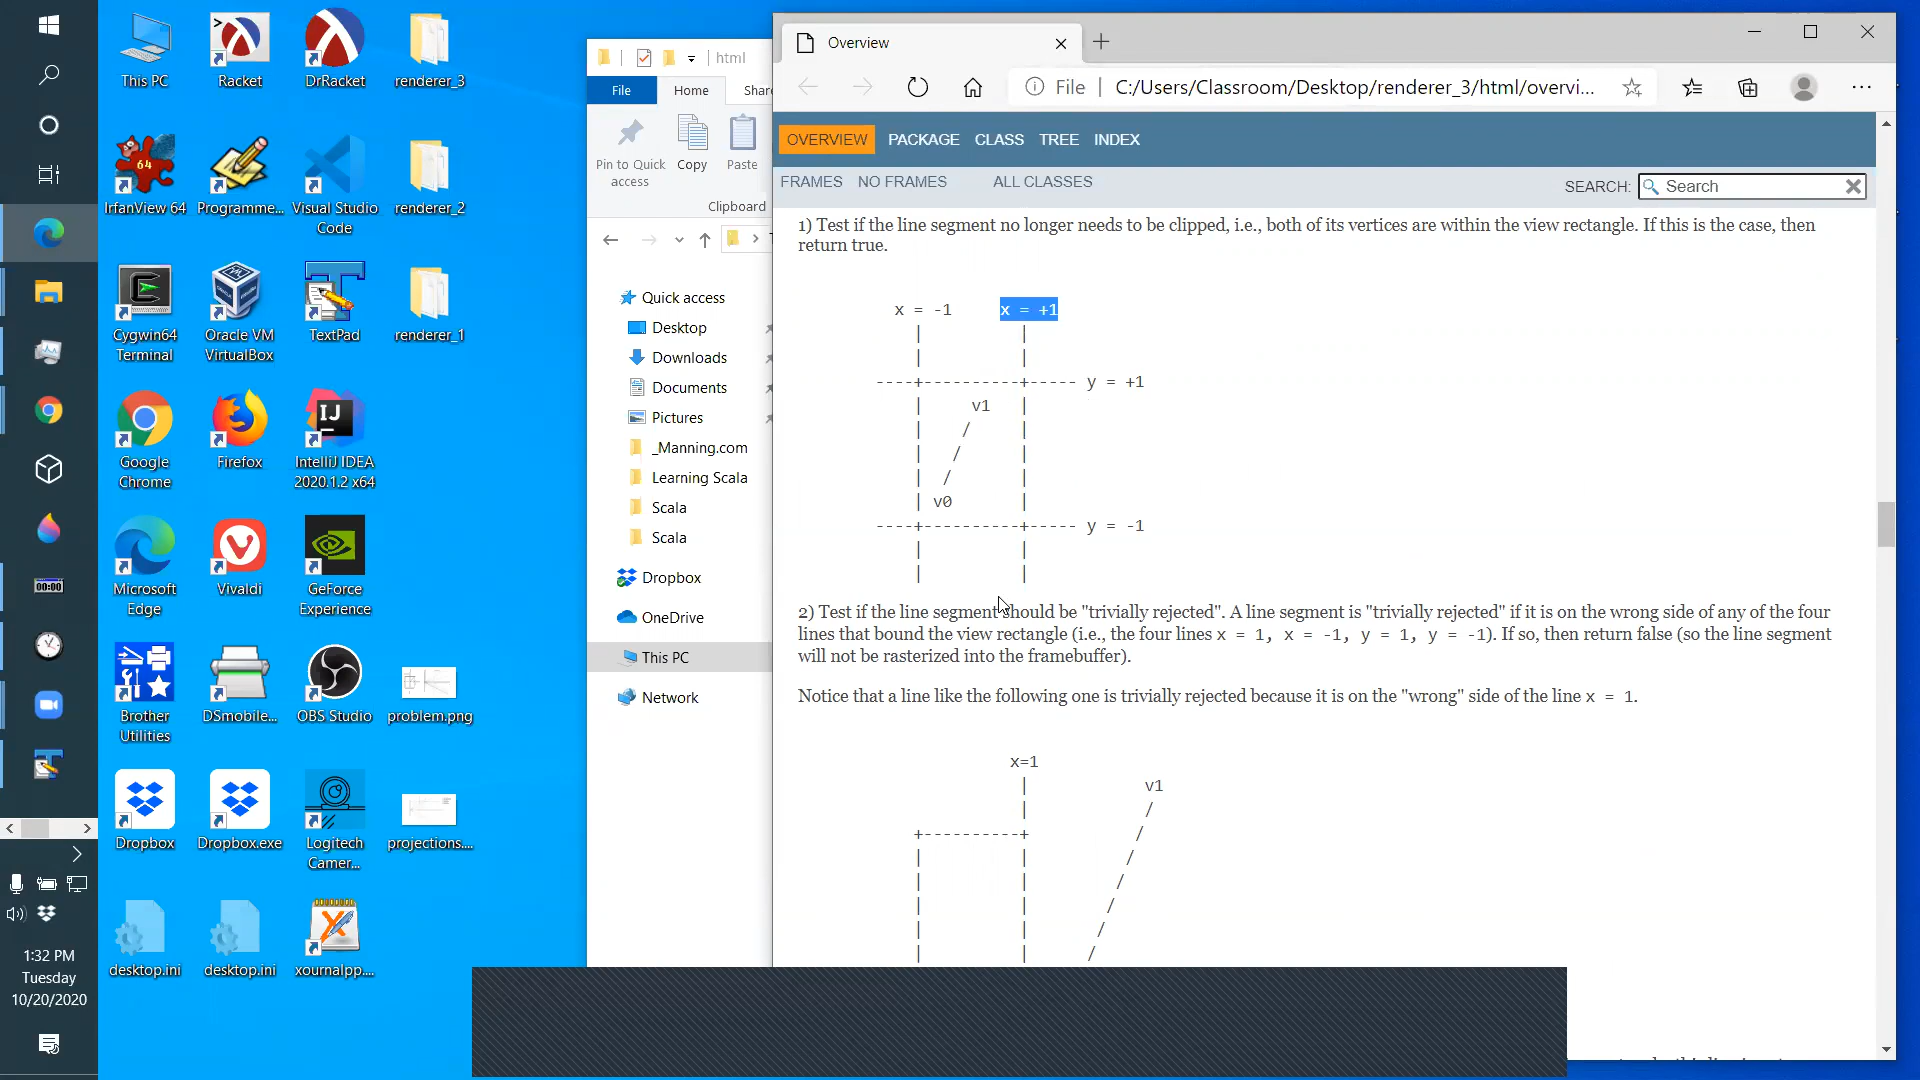 This PC
Racket
DrRacket
renderer_3
IrfanView 64
Programme...
Visual Studio
Code
renderer_2
Cygwin64
Terminal
Oracle VM
VirtualBox
TextPad
renderer_1
Google
Chrome
Firefox
IntelliJ IDEA
2020.1.2 x64
Microsoft
Edge
Vivaldi
GeForce
Experience
Brother
Utilities
DSmobile...
OBS Studio
problem.png
Dropbox
Dropbox.exe
Logitech
Camer...
projections....
desktop.ini
desktop.ini
xournalpp....
00:00
1:32 PM
Tuesday
10/20/2020
html
File
Home
Share
Pin to Quick
access
Copy
Paste
Clipboard
Quick access
Desktop
Downloads
Documents
Pictures
_Manning.com
Learning Scala
Scala
Scala
Dropbox
OneDrive
This PC
Network
Overview
File | C:/Users/Classroom/Desktop/renderer_3/html/overvi...
OVERVIEW PACKAGE CLASS TREE INDEX
FRAMES NO FRAMES ALL CLASSES
SEARCH: Search
1) Test if the line segment no longer needs to be clipped, i.e., both of its vertices are within the view rectangle. If this is the case, then
return true.
x = -1 x = +1
y = +1
v1
v0
y = -1
2) Test if the line segment should be "trivially rejected". A line segment is "trivially rejected" if it is on the wrong side of any of the four
lines that bound the view rectangle (i.e., the four lines x = 1, x = -1, y = 1, y = -1). If so, then return false (so the line segment
will not be rasterized into the framebuffer).
Notice that a line like the following one is trivially rejected because it is on the "wrong" side of the line x = 1.
x=1
v1